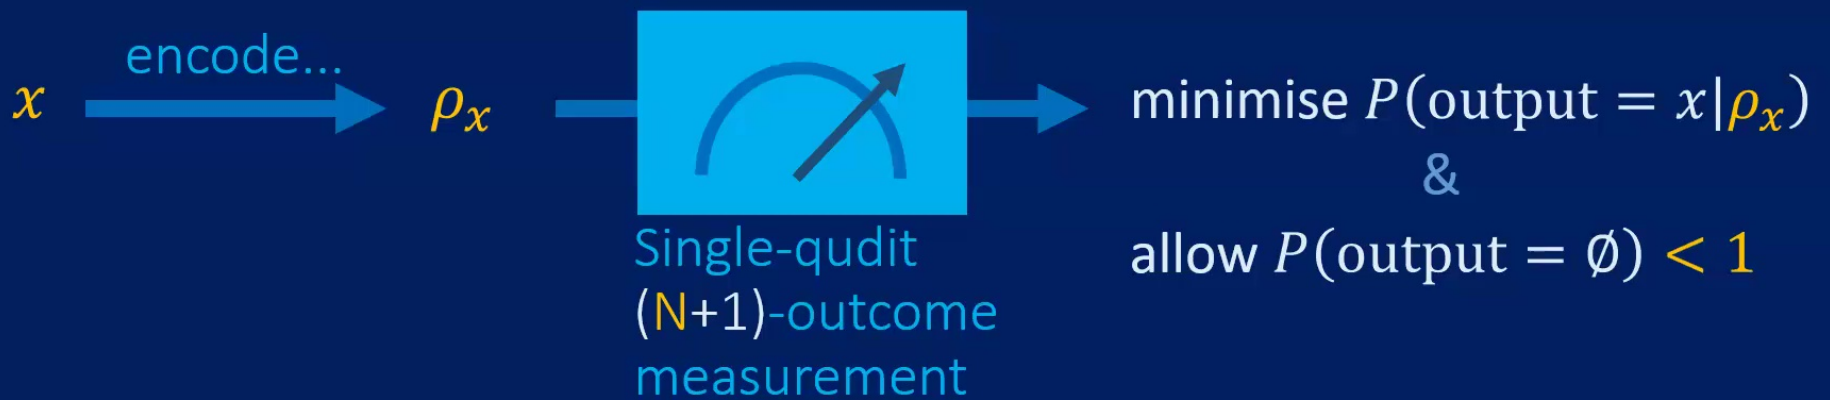 encode...
x
ρₓ
minimise P(output = x|ρₓ)
&
allow P(output = ∅) < 1
Single-qudit
(N+1)-outcome
measurement